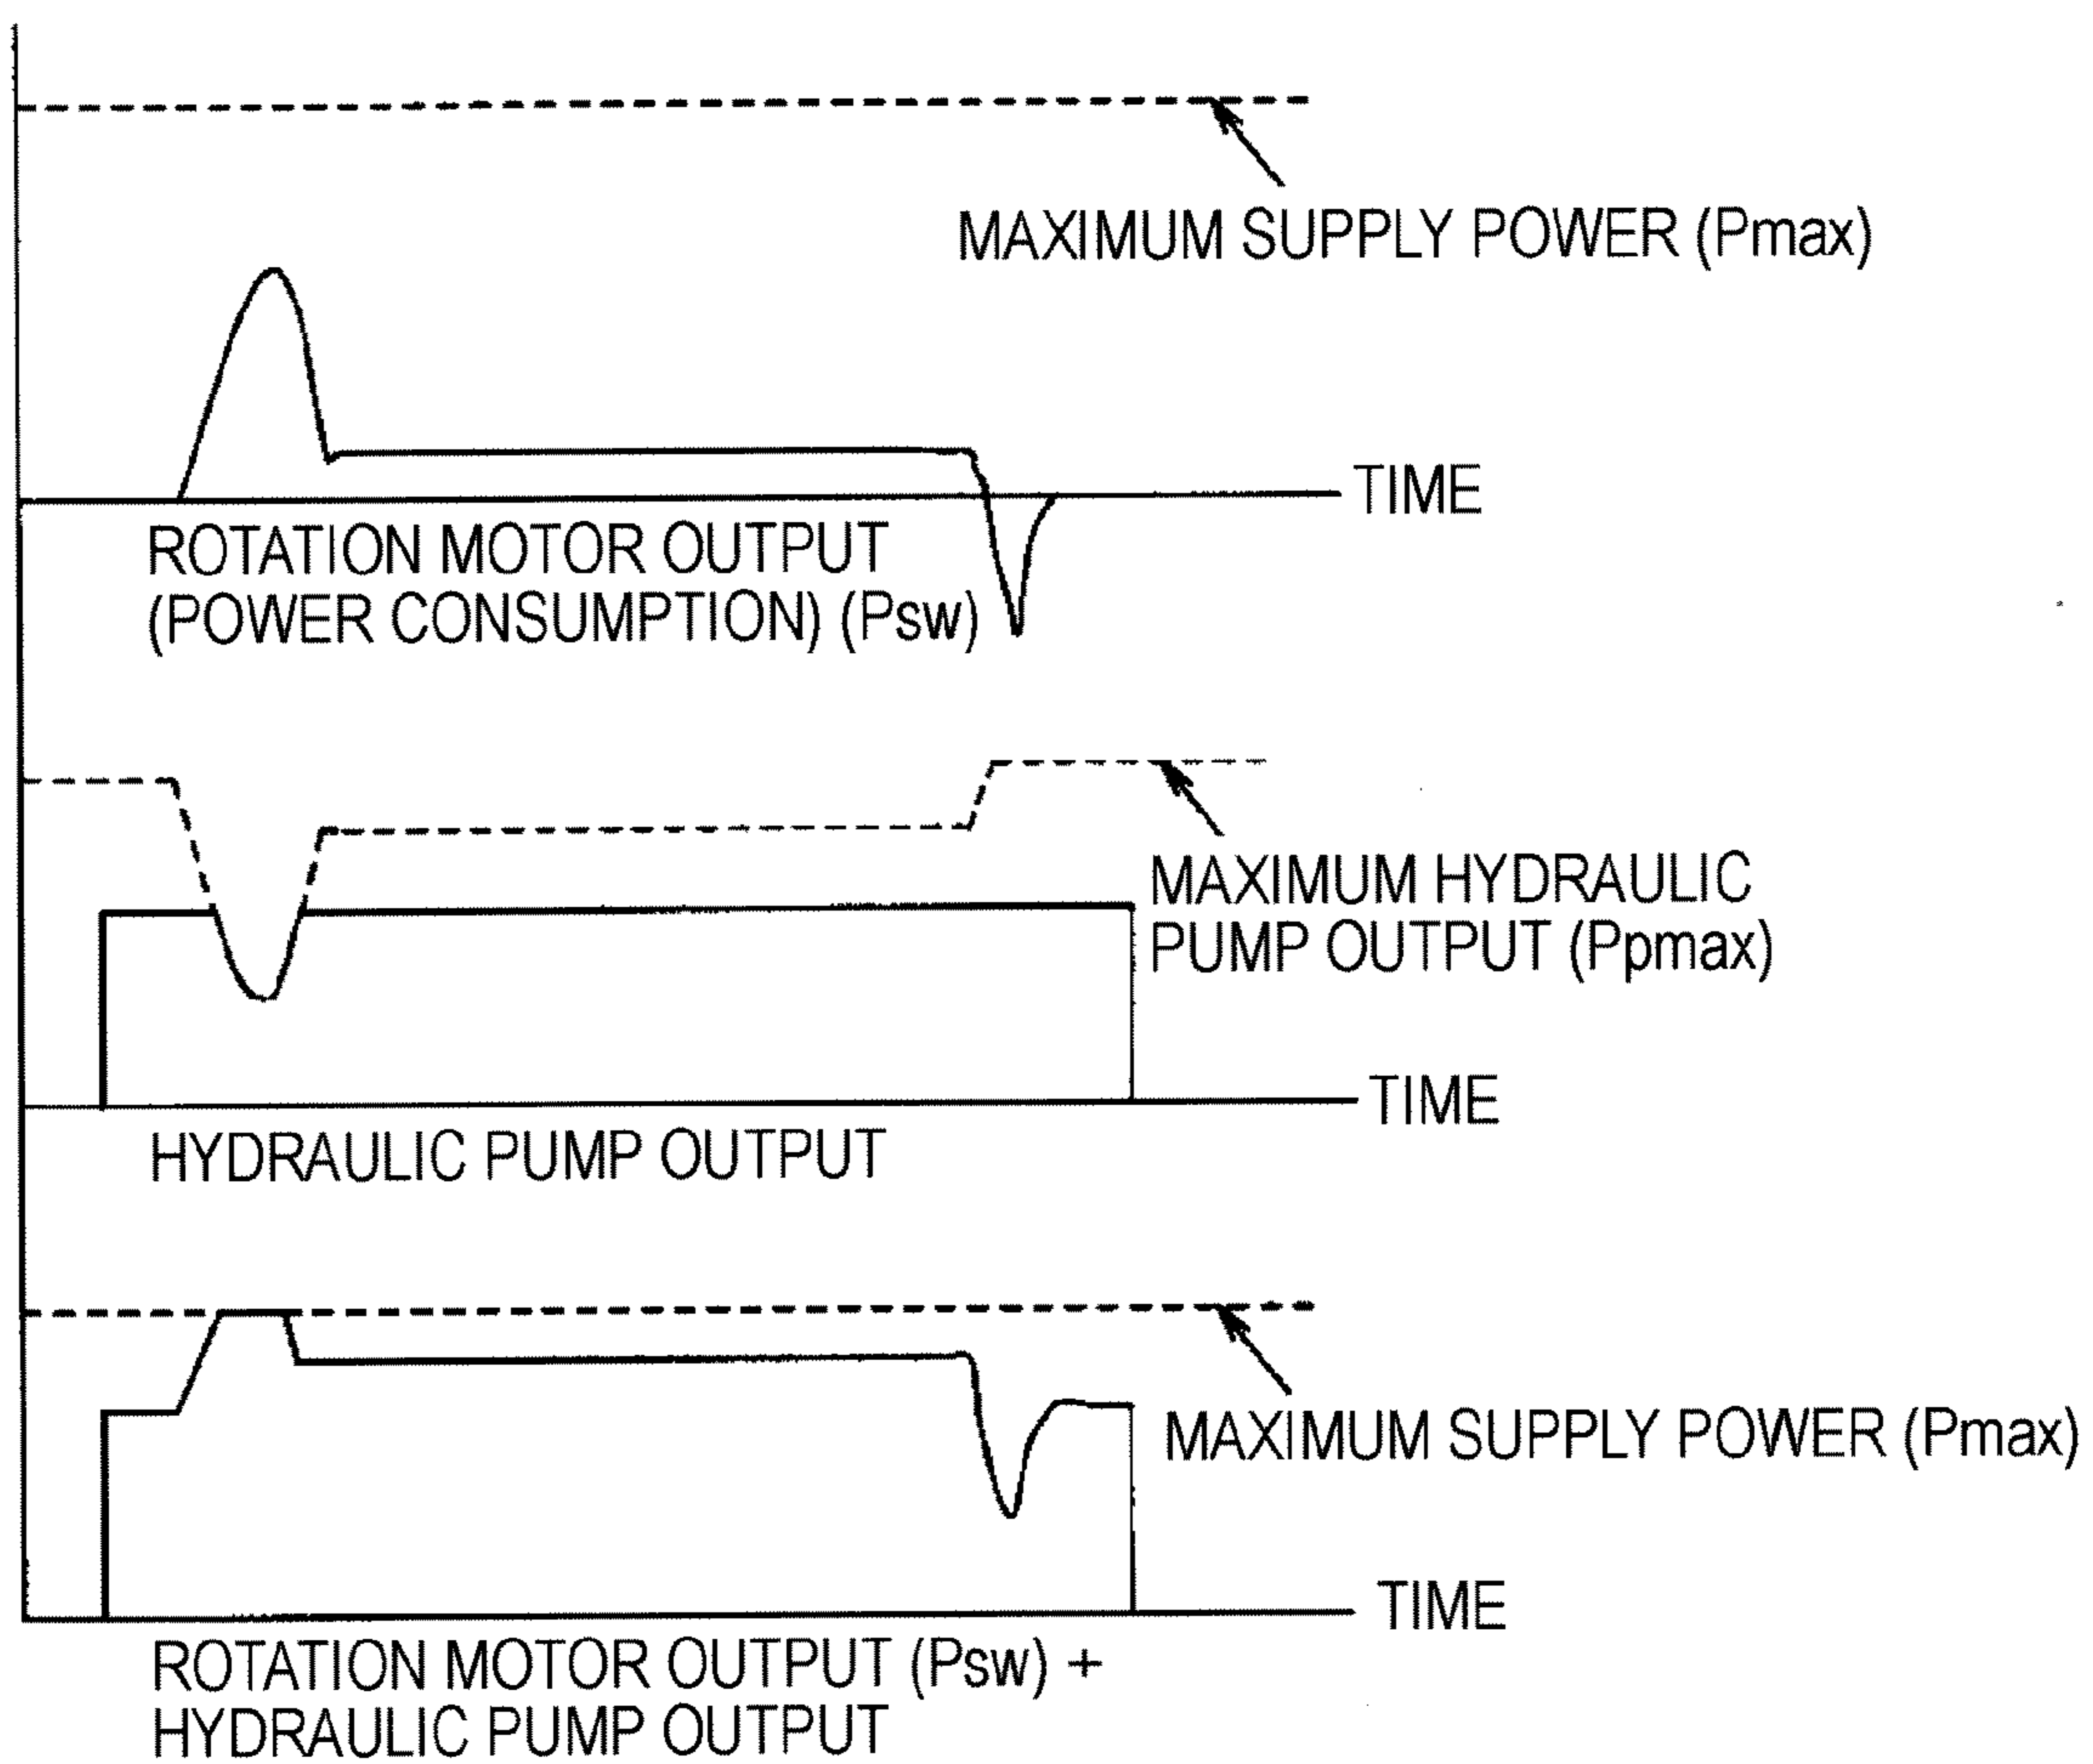 MAXIMUM SUPPLY POWER (Pmax)
TIME
ROTATION MOTOR OUTPUT
(POWER CONSUMPTION) (Psw)
MAXIMUM HYDRAULIC
PUMP OUTPUT (Ppmax)
TIME
HYDRAULIC PUMP OUTPUT
MAXIMUM SUPPLY POWER (Pmax)
TIME
ROTATION MOTOR OUTPUT (Psw) +
HYDRAULIC PUMP OUTPUT